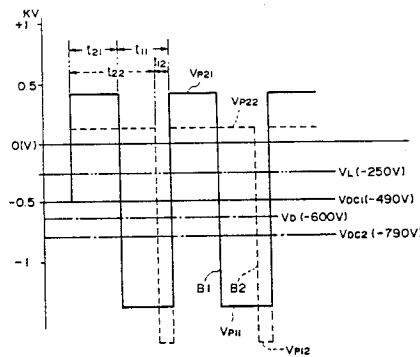 KV
+1
t21
t11
t22
t12
VP21
0.5
VP22
0(V)
VL(-250V)
-0.5
VDC1(-490V)
VD(-600V)
VDC2(-790V)
-1
B1
B2
VP11
VP12